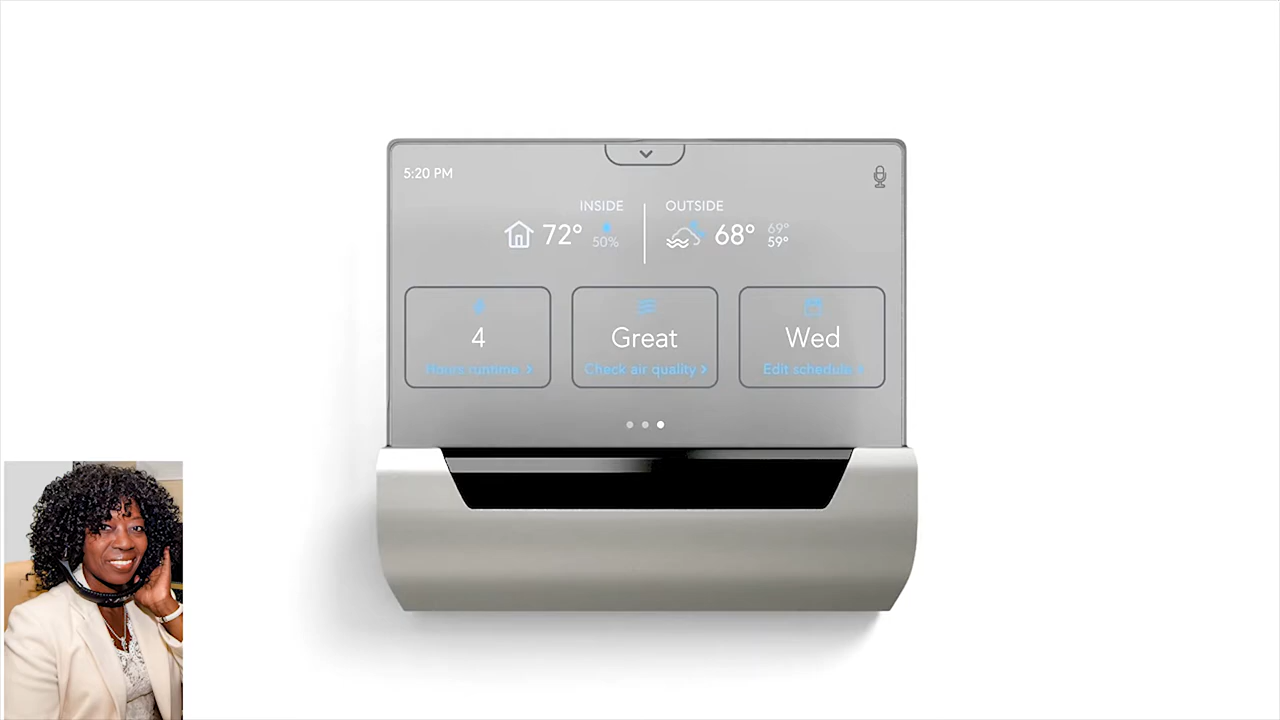 5:20 PM
INSIDE
OUTSIDE
72°
50%
68°
69°
59°
4
Hours runtime >
Great
Check air quality >
Wed
Edit schedule >